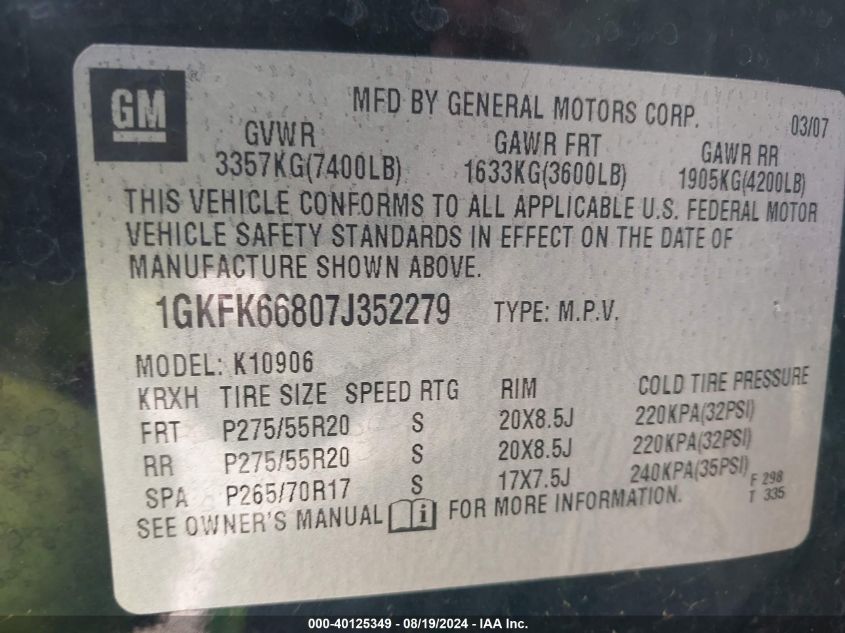 GM
MFD BY GENERAL MOTORS CORP.
03/07
GVWR GAWR FRT GAWR RR
3357KG(7400LB) 1633KG(3600LB) 1905KG(4200LB)
THIS VEHICLE CONFORMS TO ALL APPLICABLE U.S. FEDERAL MOTOR
VEHICLE SAFETY STANDARDS IN EFFECT ON THE DATE OF
MANUFACTURE SHOWN ABOVE.
1GKFK66807J352279 TYPE: M.P.V.
MODEL: K10906
KRXH TIRE SIZE SPEED RTG RIM COLD TIRE PRESSURE
FRT P275/55R20 S 20X8.5J 220KPA(32PSI)
RR P275/55R20 S 20X8.5J 220KPA(32PSI)
SPA P265/70R17 S 17X7.5J 240KPA(35PSI)
SEE OWNER'S MANUAL i FOR MORE INFORMATION.
F 298
T 335
000-40125349 - 08/19/2024 - IAA Inc.